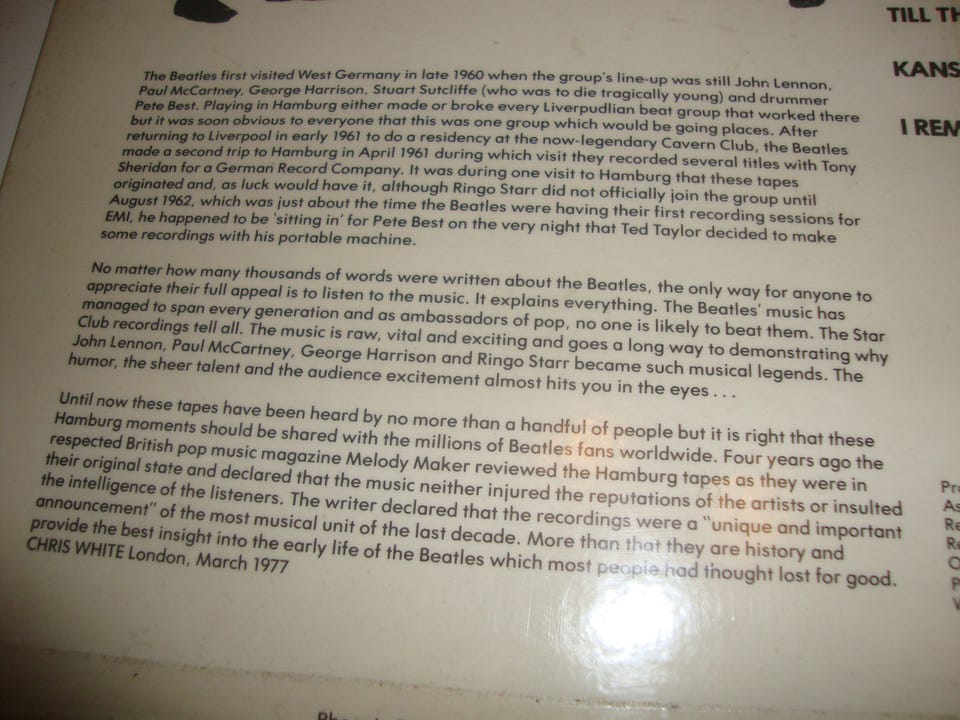 TILL TH
KANS
I REM
The Beatles first visited West Germany in late 1960 when the group's line-up was still John Lennon,
Paul McCartney, George Harrison, Stuart Sutcliffe (who was to die tragically young) and drummer
Pete Best. Playing in Hamburg either made or broke every Liverpudlian beat group that worked there
but it was soon obvious to everyone that this was one group which would be going places. After
returning to Liverpool in early 1961 to do a residency at the now-legendary Cavern Club, the Beatles
made a second trip to Hamburg in April 1961 during which visit they recorded several titles with Tony
Sheridan for a German Record Company. It was during one visit to Hamburg that these tapes
originated and, as luck would have it, although Ringo Starr did not officially join the group until
August 1962, which was just about the time the Beatles were having their first recording sessions for
EMI, he happened to be 'sitting in' for Pete Best on the very night that Ted Taylor decided to make
some recordings with his portable machine.
No matter how many thousands of words were written about the Beatles, the only way for anyone to
appreciate their full appeal is to listen to the music. It explains everything. The Beatles' music has
managed to span every generation and as ambassadors of pop, no one is likely to beat them. The Star
Club recordings tell all. The music is raw, vital and exciting and goes a long way to demonstrating why
John Lennon, Paul McCartney, George Harrison and Ringo Starr became such musical legends. The
humor, the sheer talent and the audience excitement almost hits you in the eyes . . .
Until now these tapes have been heard by no more than a handful of people but it is right that these
Hamburg moments should be shared with the millions of Beatles fans worldwide. Four years ago the
respected British pop music magazine Melody Maker reviewed the Hamburg tapes as they were in
their original state and declared that the music neither injured the reputations of the artists or insulted
the intelligence of the listeners. The writer declared that the recordings were a "unique and important
announcement" of the most musical unit of the last decade. More than that they are history and
provide the best insight into the early life of the Beatles which most people had thought lost for good.
CHRIS WHITE London, March 1977